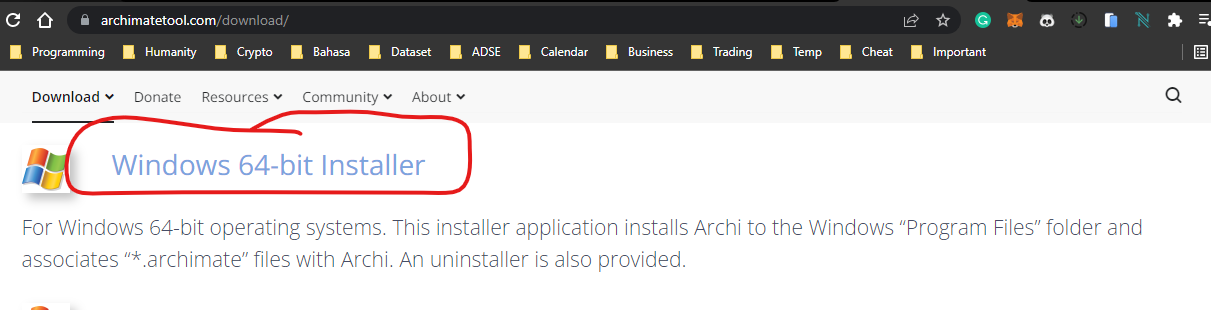 archimatetool.com/download/
Programming Humanity Crypto Bahasa Dataset ADSE Calendar Business Trading Temp Cheat Important
Download Donate Resources Community About
Windows 64-bit Installer
For Windows 64-bit operating systems. This installer application installs Archi to the Windows “Program Files” folder and
associates “*.archimate” files with Archi. An uninstaller is also provided.